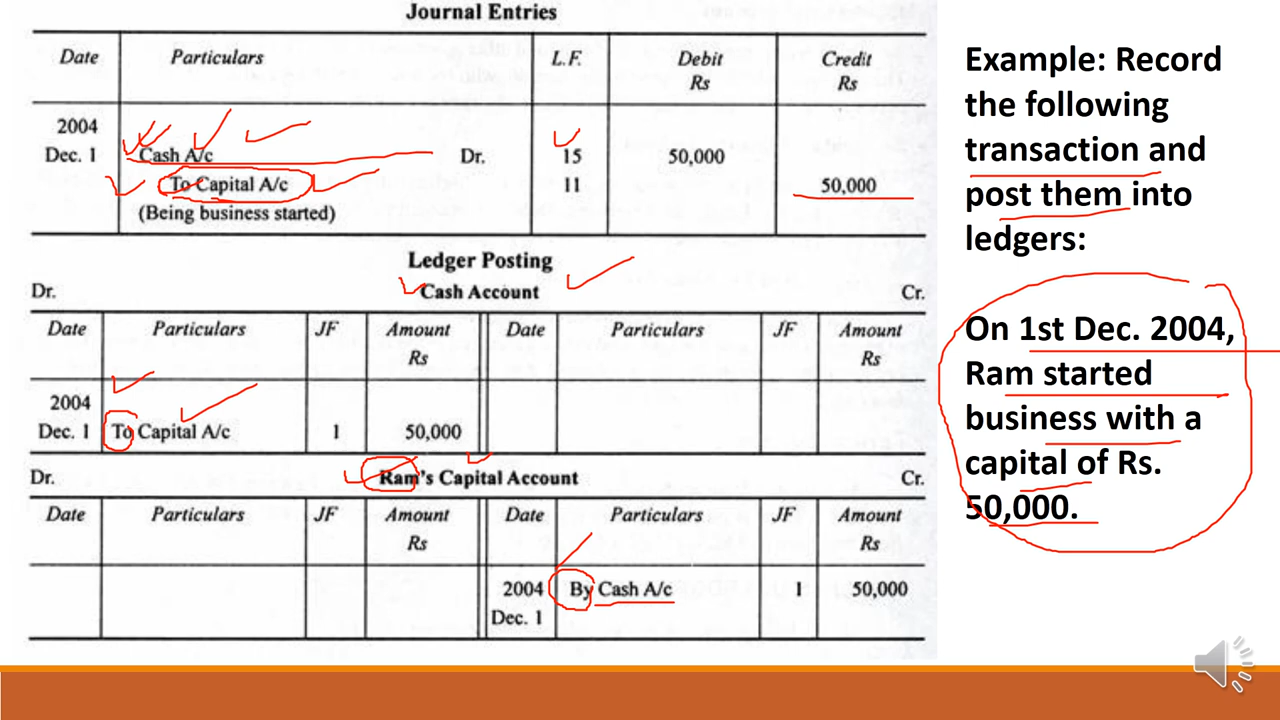 Journal Entries
Date Particulars L.F. Debit Credit
Rs Rs
2004
Dec. 1 Cash A/c Dr. 15 50,000
To Capital A/c 11 50,000
(Being business started)
Ledger Posting
Dr. Cash Account Cr.
Date Particulars JF Amount Date Particulars JF Amount
Rs Rs
2004
Dec. 1 To Capital A/c 1 50,000
Dr. Ram's Capital Account Cr.
Date Particulars JF Amount Date Particulars JF Amount
Rs Rs
2004 By Cash A/c 1 50,000
Dec. 1
Example: Record
the following
transaction and
post them into
ledgers:
On 1st Dec. 2004,
Ram started
business with a
capital of Rs.
50,000.